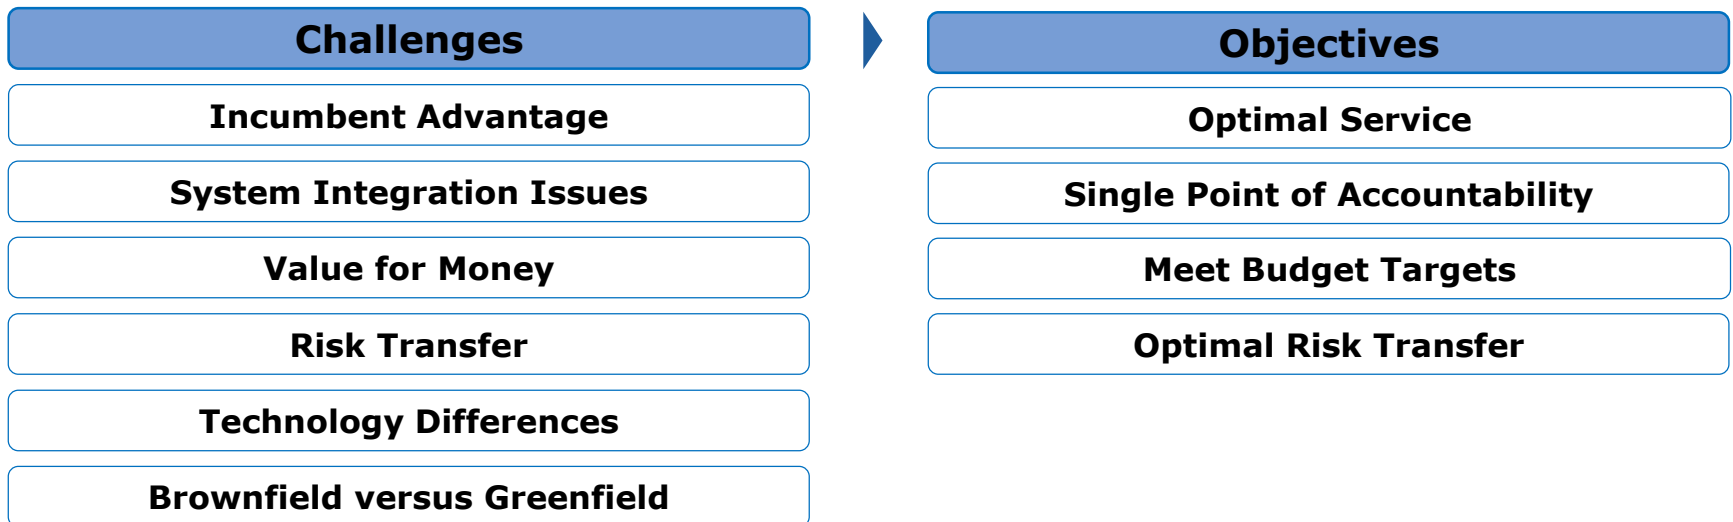 Challenges
Incumbent Advantage
System Integration Issues
Value for Money
Risk Transfer
Technology Differences
Brownfield versus Greenfield
Objectives
Optimal Service
Single Point of Accountability
Meet Budget Targets
Optimal Risk Transfer